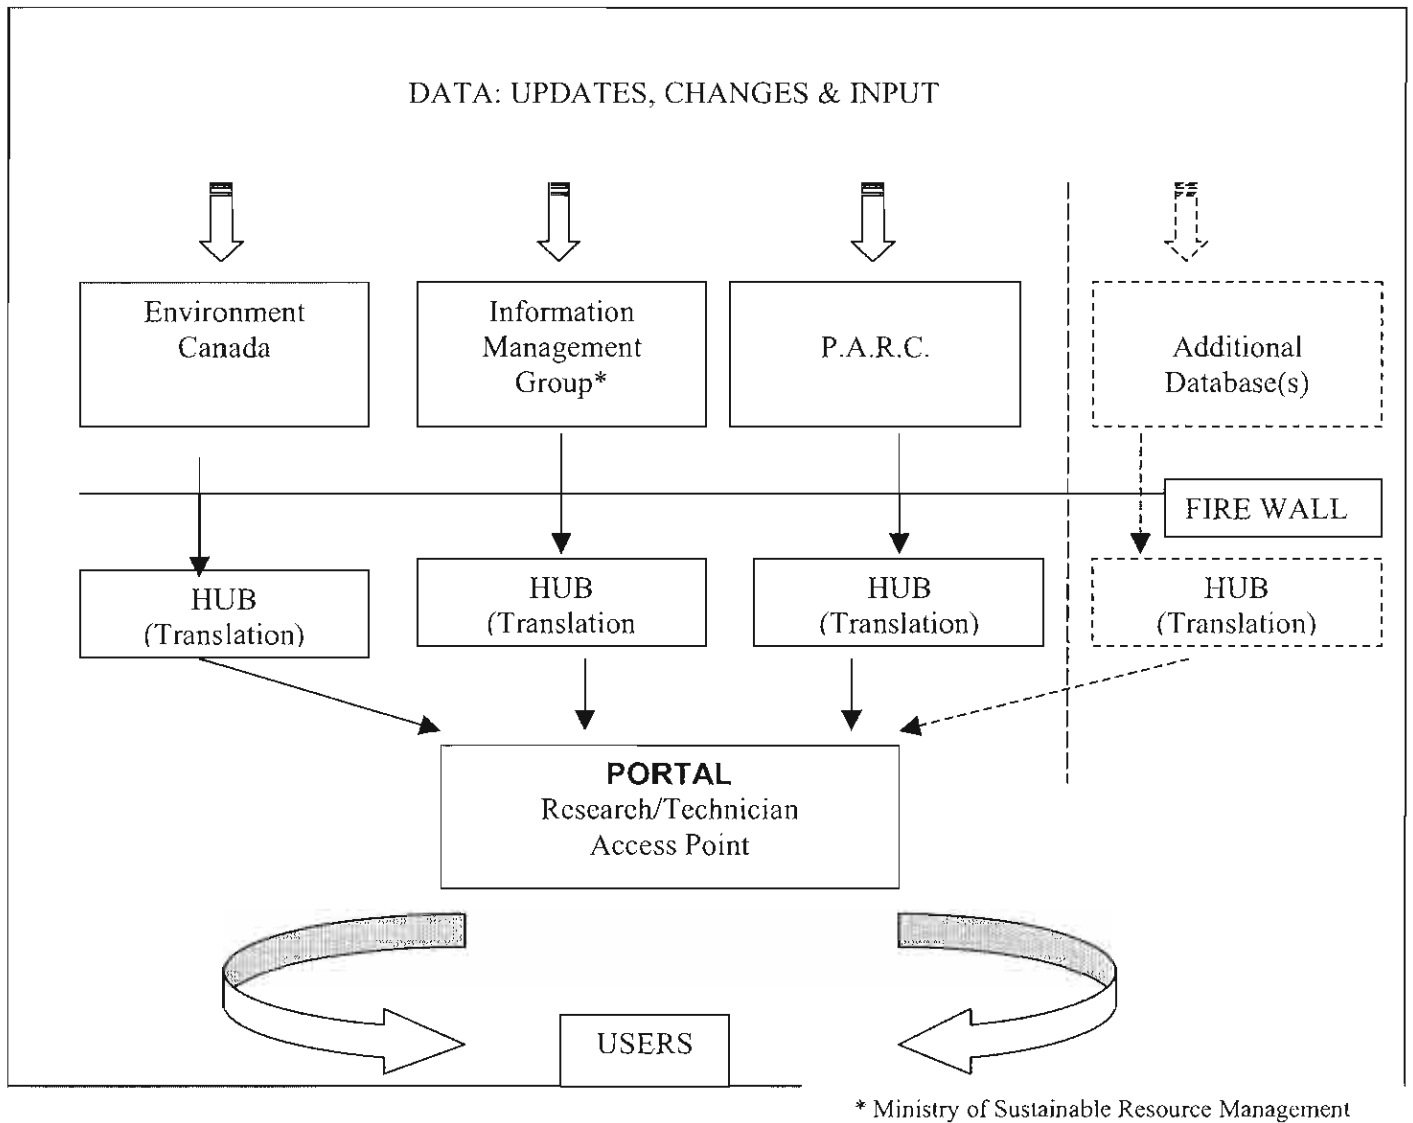 DATA: UPDATES, CHANGES & INPUT
Environment
Canada
Information
Management
Group*
P.A.R.C.
Additional
Database(s)
FIRE WALL
HUB
(Translation)
HUB
(Translation
HUB
(Translation)
HUB
(Translation)
PORTAL
Research/Technician
Access Point
USERS
* Ministry of Sustainable Resource Management